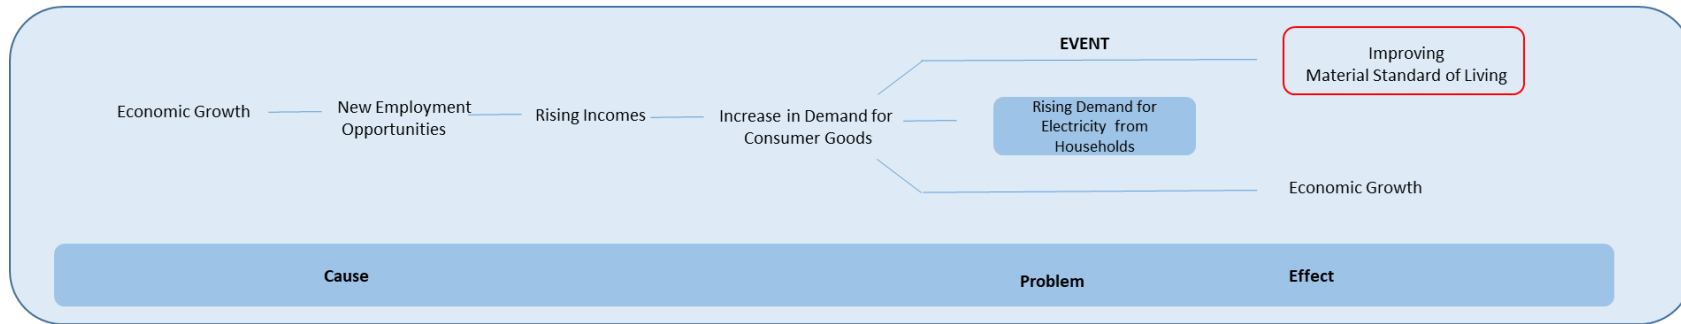 EVENT
Improving
Material Standard of Living
Economic Growth
New Employment
Opportunities
Rising Incomes
Increase in Demand for
Consumer Goods
Rising Demand for
Electricity from
Households
Economic Growth
Cause
Problem
Effect